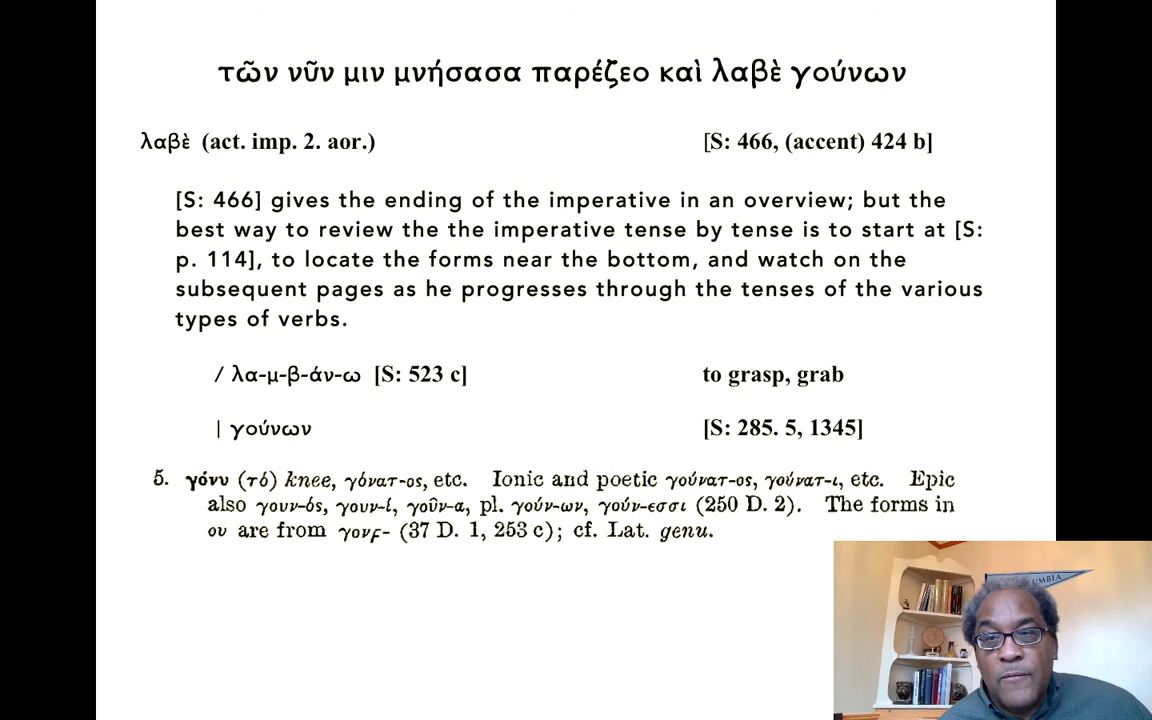 τῶν νῦν μιν μνήσασα παρέζεο καὶ λαβὲ γούνων
λαβὲ (act. imp. 2. aor.) [S: 466, (accent) 424 b]
[S: 466] gives the ending of the imperative in an overview; but the
best way to review the the imperative tense by tense is to start at [S:
p. 114], to locate the forms near the bottom, and watch on the
subsequent pages as he progresses through the tenses of the various
types of verbs.
/ λα-μ-β-άν-ω [S: 523 c] to grasp, grab
| γούνων [S: 285. 5, 1345]
5. γόνυ (τό) knee, γόνατ-ος, etc. Ionic and poetic γούνατ-ος, γούνατ-ι, etc. Epic
also γουν-ός, γουν-ί, γοῦν-α, pl. γούν-ων, γούν-εσσι (250 D. 2). The forms in
ου are from γονϝ- (37 D. 1, 253 c); cf. Lat. genu.
UMBIA